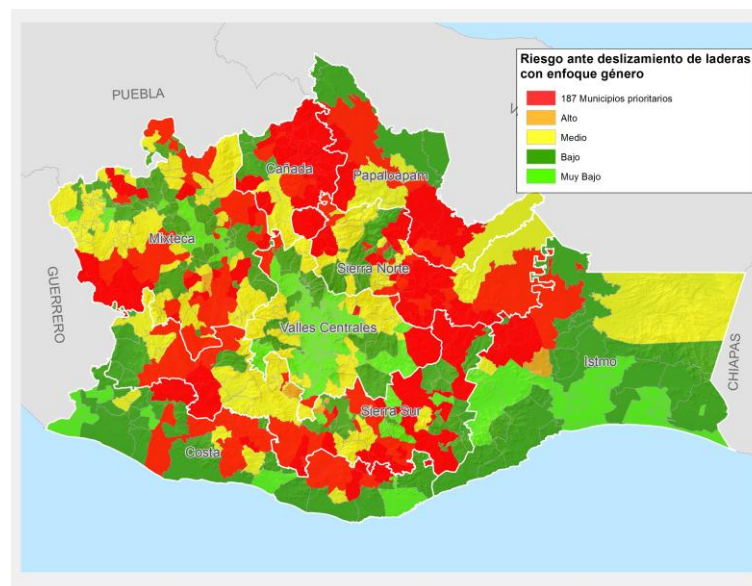 Riesgo ante deslizamiento de laderas
con enfoque género
187 Municipios prioritarios
Alto
Medio
Bajo
Muy Bajo
PUEBLA
Cañada
Papaloapam
Mixteca
Sierra Norte
GUERRERO
Valles Centrales
CHIAPAS
Istmo
Sierra Sur
Costa